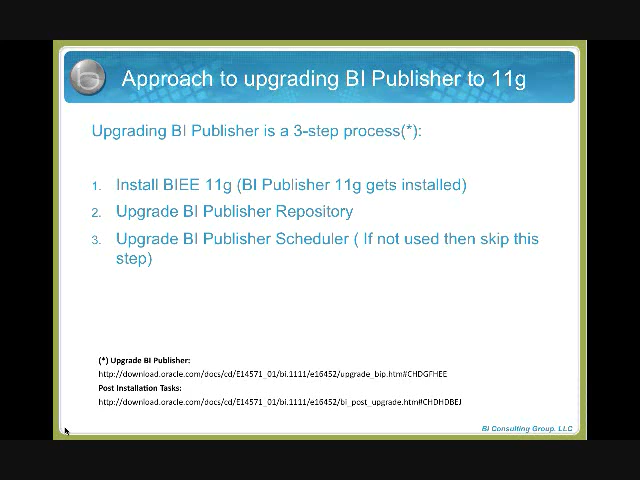 Approach to upgrading BI Publisher to 11g
Upgrading BI Publisher is a 3-step process(*):
1. Install BIEE 11g (BI Publisher 11g gets installed)
2. Upgrade BI Publisher Repository
3. Upgrade BI Publisher Scheduler ( If not used then skip this
step)
(*) Upgrade BI Publisher:
http://download.oracle.com/docs/cd/E14571_01/bi.1111/e16452/upgrade_bip.htm#CHDGFHEE
Post Installation Tasks:
http://download.oracle.com/docs/cd/E14571_01/bi.1111/e16452/bi_post_upgrade.htm#CHDHDBEJ
BI Consulting Group, LLC